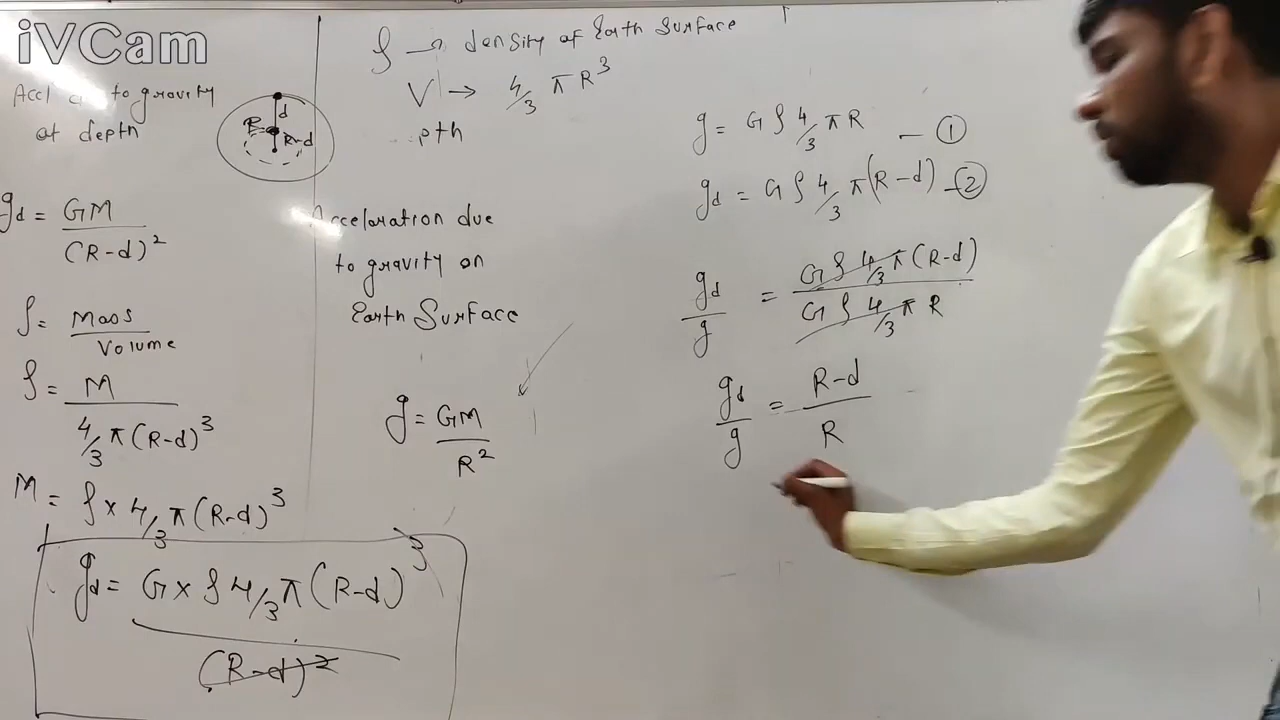 iVCam
Accl to gravity
at depth
d
R
R-d
gd = GM
(R-d)²
ρ = Mass
Volume
ρ = M
4/3 π(R-d)³
M = ρ × 4/3 π(R-d)³
gd = G × ρ 4/3 π(R-d)³
(R-d)²
ρ → density of Earth Surface
V → 4/3 π R³
pth
Acceleration due
to gravity on
Earth Surface
g = GM
R²
g = G ρ 4/3 π R — ①
gd = G ρ 4/3 π(R-d) — ②
gd = G ρ 4/3 π (R-d)
g G ρ 4/3 π R
gd = R-d
g R